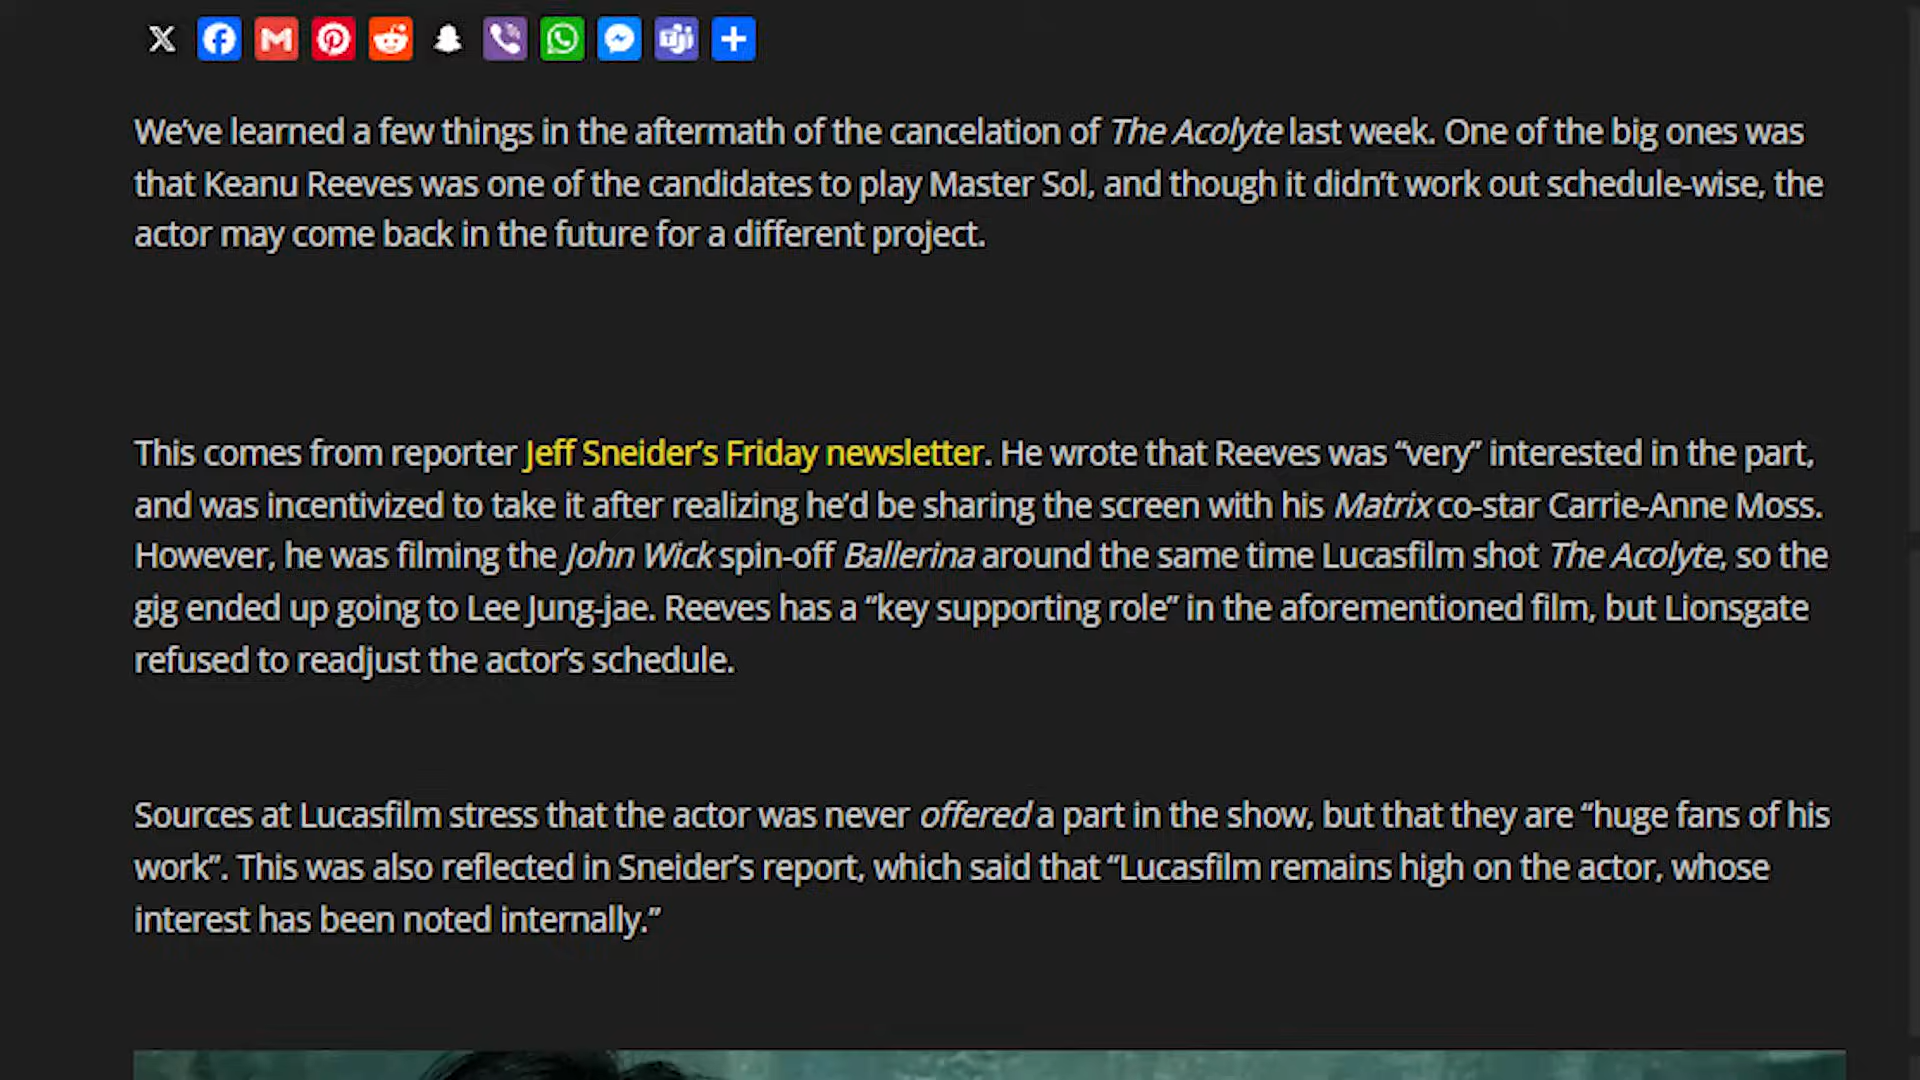 We've learned a few things in the aftermath of the cancelation of The Acolyte last week. One of the big ones was
that Keanu Reeves was one of the candidates to play Master Sol, and though it didn't work out schedule-wise, the
actor may come back in the future for a different project.
This comes from reporter Jeff Sneider's Friday newsletter. He wrote that Reeves was “very” interested in the part,
and was incentivized to take it after realizing he'd be sharing the screen with his Matrix co-star Carrie-Anne Moss.
However, he was filming the John Wick spin-off Ballerina around the same time Lucasfilm shot The Acolyte, so the
gig ended up going to Lee Jung-jae. Reeves has a “key supporting role” in the aforementioned film, but Lionsgate
refused to readjust the actor's schedule.
Sources at Lucasfilm stress that the actor was never offered a part in the show, but that they are “huge fans of his
work”. This was also reflected in Sneider's report, which said that “Lucasfilm remains high on the actor, whose
interest has been noted internally.”